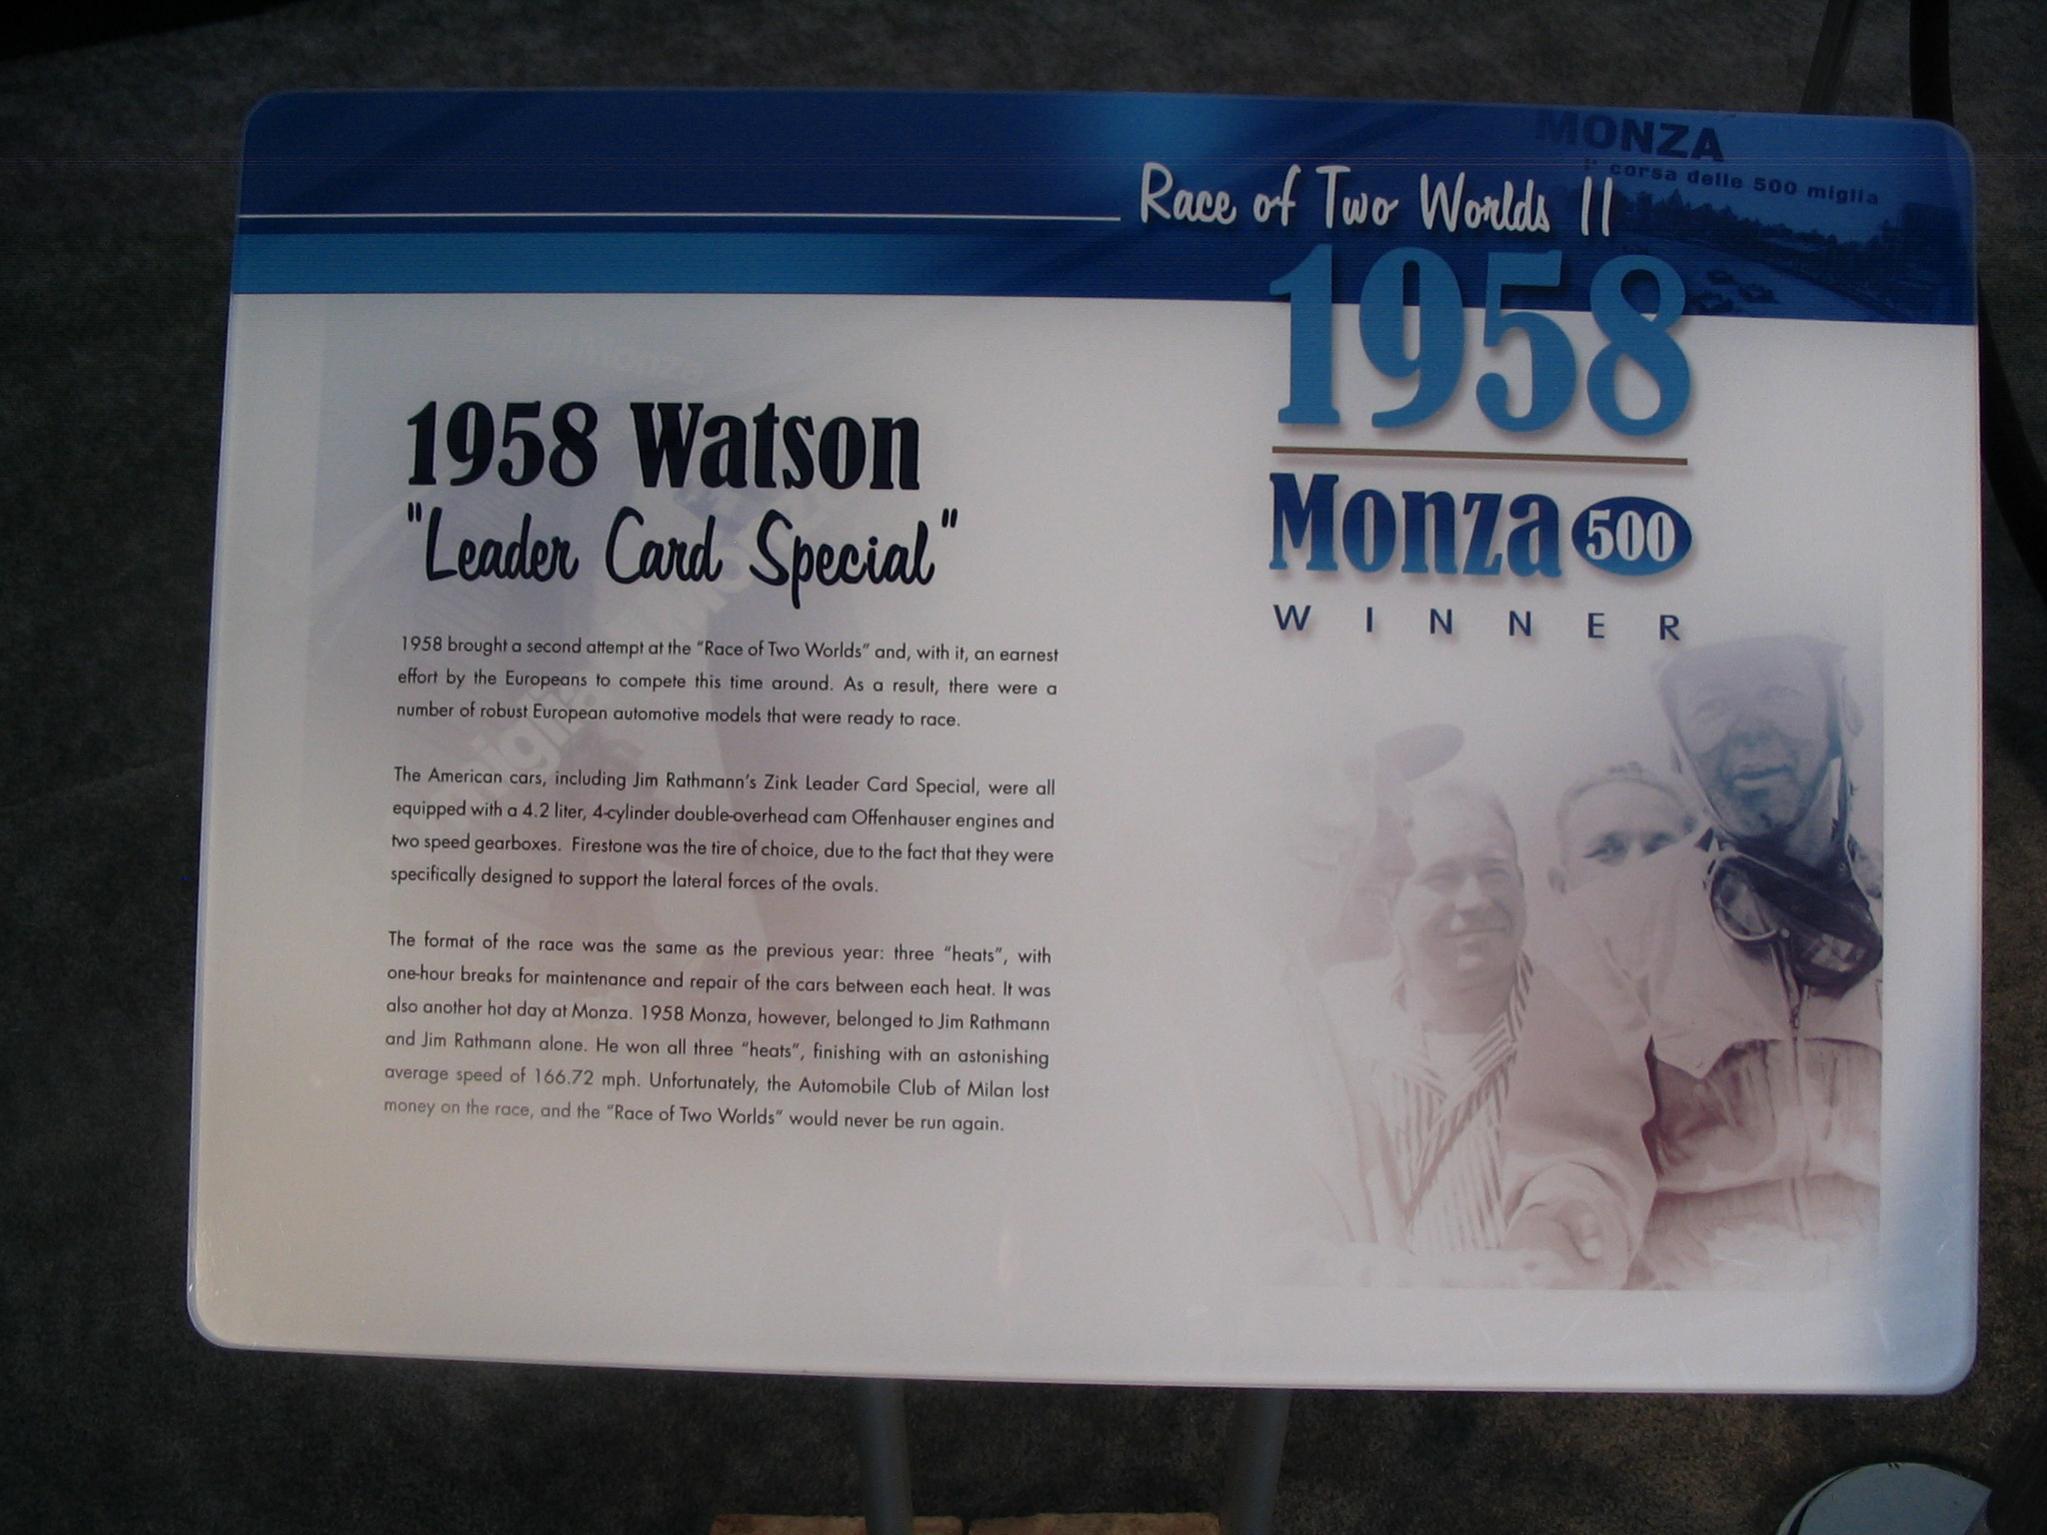 MONZA
corsa delle 500 miglia
Race of Two Worlds II
1958
Monza 500
WINNER
1958 Watson
"Leader Card Special"
1958 brought a second attempt at the "Race of Two Worlds" and, with it, an earnest
effort by the Europeans to compete this time around. As a result, there were a
number of robust European automotive models that were ready to race.
The American cars, including Jim Rathmann's Zink Leader Card Special, were all
equipped with a 4.2 liter, 4-cylinder double-overhead cam Offenhauser engines and
two speed gearboxes. Firestone was the tire of choice, due to the fact that they were
specifically designed to support the lateral forces of the ovals.
The format of the race was the same as the previous year: three "heats", with
one-hour breaks for maintenance and repair of the cars between each heat. It was
also another hot day at Monza. 1958 Monza, however, belonged to Jim Rathmann
and Jim Rathmann alone. He won all three "heats", finishing with an astonishing
average speed of 166.72 mph. Unfortunately, the Automobile Club of Milan lost
money on the race, and the "Race of Two Worlds" would never be run again.